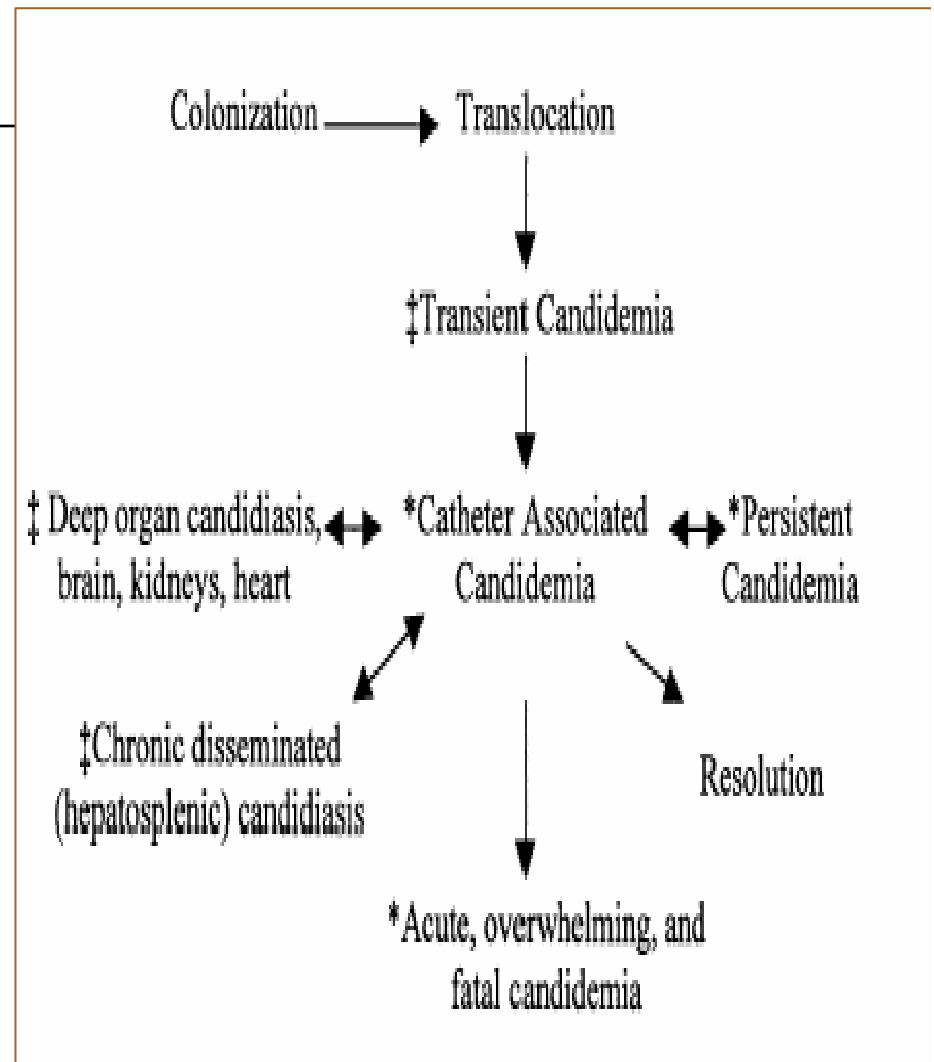 Colonization
Translocation
‡Transient Candidemia
‡ Deep organ candidiasis,
brain, kidneys, heart
*Catheter Associated
Candidemia
*Persistent
Candidemia
‡Chronic disseminated
(hepatosplenic) candidiasis
Resolution
*Acute, overwhelming, and
fatal candidemia